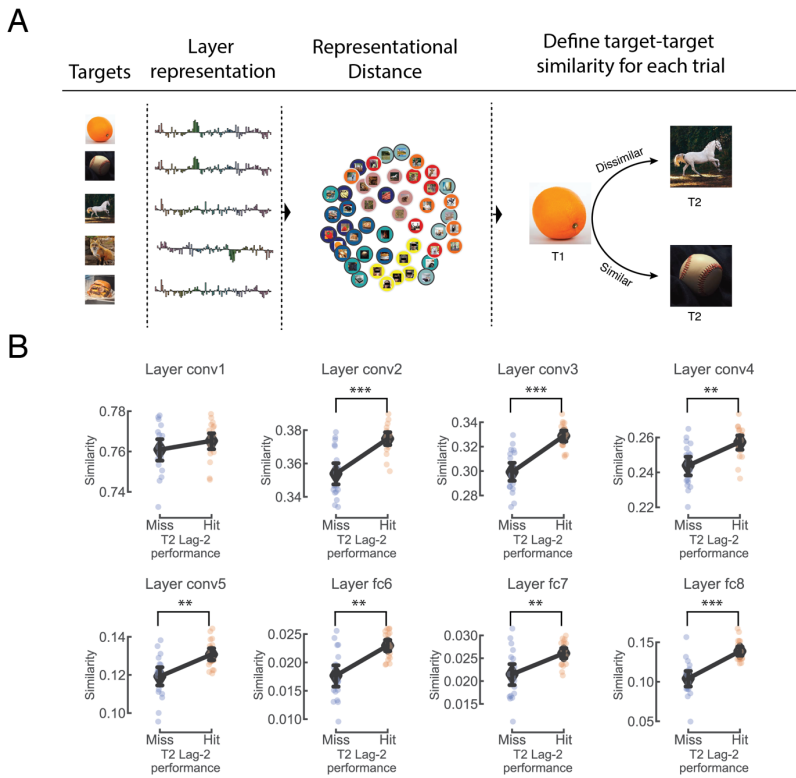 A
Targets
Layer
representation
Representational
Distance
Define target-target
similarity for each trial
Dissimilar
Similar
T1
T2
T2
B
Layer conv1
Similarity
0.78
0.76
0.74
Miss Hit
T2 Lag-2
performance
Layer conv2
***
Similarity
0.38
0.36
0.34
Miss Hit
T2 Lag-2
performance
Layer conv3
***
Similarity
0.34
0.32
0.30
0.28
0.27
Miss Hit
T2 Lag-2
performance
Layer conv4
**
Similarity
0.26
0.24
0.22
Miss Hit
T2 Lag-2
performance
Layer conv5
**
Similarity
0.14
0.12
0.10
Miss Hit
T2 Lag-2
performance
Layer fc6
**
Similarity
0.025
0.020
0.015
0.010
Miss Hit
T2 Lag-2
performance
Layer fc7
**
Similarity
0.030
0.025
0.020
0.015
Miss Hit
T2 Lag-2
performance
Layer fc8
***
Similarity
0.15
0.10
0.05
Miss Hit
T2 Lag-2
performance